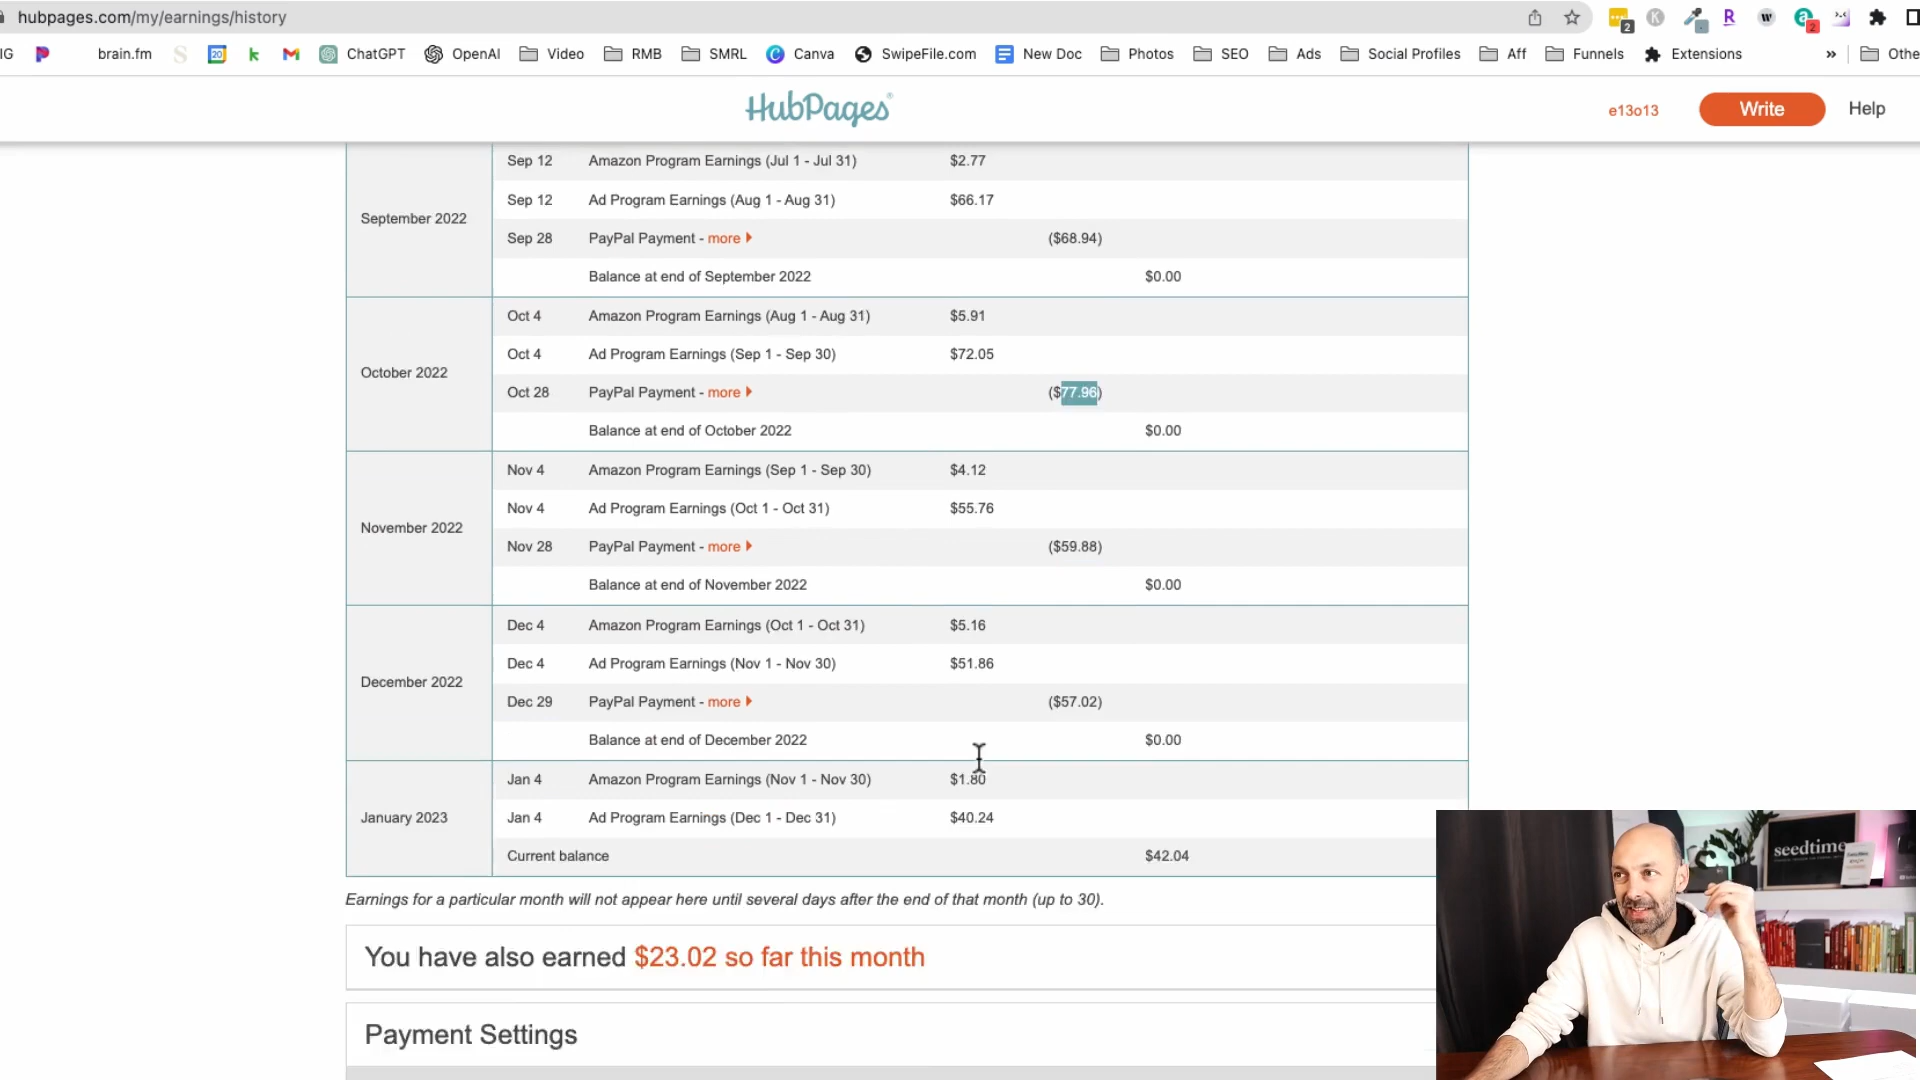 hubpages.com/my/earnings/history
2
2
IG brain.fm 20 k ChatGPT OpenAI Video RMB SMRL Canva SwipeFile.com New Doc Photos SEO Ads Social Profiles Aff Funnels Extensions » Othe
HubPages
e13o13 Write Help
September 2022
Sep 12 Amazon Program Earnings (Jul 1 - Jul 31) $2.77
Sep 12 Ad Program Earnings (Aug 1 - Aug 31) $66.17
Sep 28 PayPal Payment - more ($68.94)
Balance at end of September 2022 $0.00
October 2022
Oct 4 Amazon Program Earnings (Aug 1 - Aug 31) $5.91
Oct 4 Ad Program Earnings (Sep 1 - Sep 30) $72.05
Oct 28 PayPal Payment - more ($77.96)
Balance at end of October 2022 $0.00
November 2022
Nov 4 Amazon Program Earnings (Sep 1 - Sep 30) $4.12
Nov 4 Ad Program Earnings (Oct 1 - Oct 31) $55.76
Nov 28 PayPal Payment - more ($59.88)
Balance at end of November 2022 $0.00
December 2022
Dec 4 Amazon Program Earnings (Oct 1 - Oct 31) $5.16
Dec 4 Ad Program Earnings (Nov 1 - Nov 30) $51.86
Dec 29 PayPal Payment - more ($57.02)
Balance at end of December 2022 $0.00
January 2023
Jan 4 Amazon Program Earnings (Nov 1 - Nov 30) $1.80
Jan 4 Ad Program Earnings (Dec 1 - Dec 31) $40.24
Current balance $42.04
Earnings for a particular month will not appear here until several days after the end of that month (up to 30).
You have also earned $23.02 so far this month
Payment Settings
seedtime